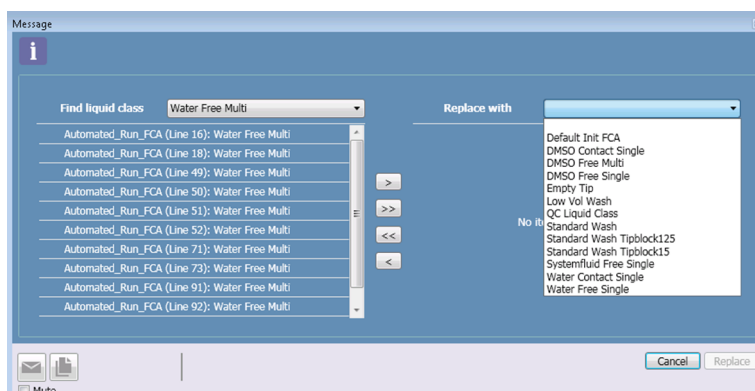 Message
i
Find liquid class
Water Free Multi
Replace with
Automated_Run_FCA (Line 16): Water Free Multi
Automated_Run_FCA (Line 18): Water Free Multi
Automated_Run_FCA (Line 49): Water Free Multi
Automated_Run_FCA (Line 50): Water Free Multi
Automated_Run_FCA (Line 51): Water Free Multi
Automated_Run_FCA (Line 52): Water Free Multi
Automated_Run_FCA (Line 71): Water Free Multi
Automated_Run_FCA (Line 73): Water Free Multi
Automated_Run_FCA (Line 91): Water Free Multi
Automated_Run_FCA (Line 92): Water Free Multi
>
>>
<<
<
No
Default Init FCA
DMSO Contact Single
DMSO Free Multi
DMSO Free Single
Empty Tip
Low Vol Wash
QC Liquid Class
Standard Wash
Standard Wash Tipblock125
Standard Wash Tipblock15
Systemfluid Free Single
Water Contact Single
Water Free Single
Cancel
Replace
Mute